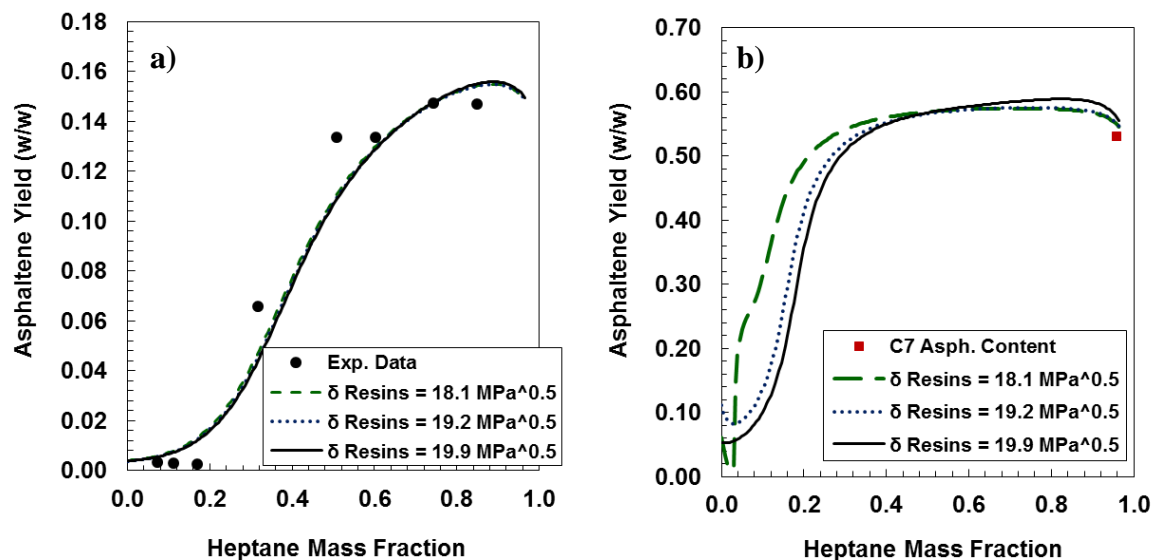 a)
Asphaltene Yield (w/w)
0.18
0.16
0.14
0.12
0.10
0.08
0.06
0.04
0.02
0.00
Exp. Data
δ Resins = 18.1 MPa^0.5
δ Resins = 19.2 MPa^0.5
δ Resins = 19.9 MPa^0.5
0.0 0.2 0.4 0.6 0.8 1.0
Heptane Mass Fraction
b)
Asphaltene Yield (w/w)
0.70
0.60
0.50
0.40
0.30
0.20
0.10
0.00
C7 Asph. Content
δ Resins = 18.1 MPa^0.5
δ Resins = 19.2 MPa^0.5
δ Resins = 19.9 MPa^0.5
0.0 0.2 0.4 0.6 0.8 1.0
Heptane Mass Fraction